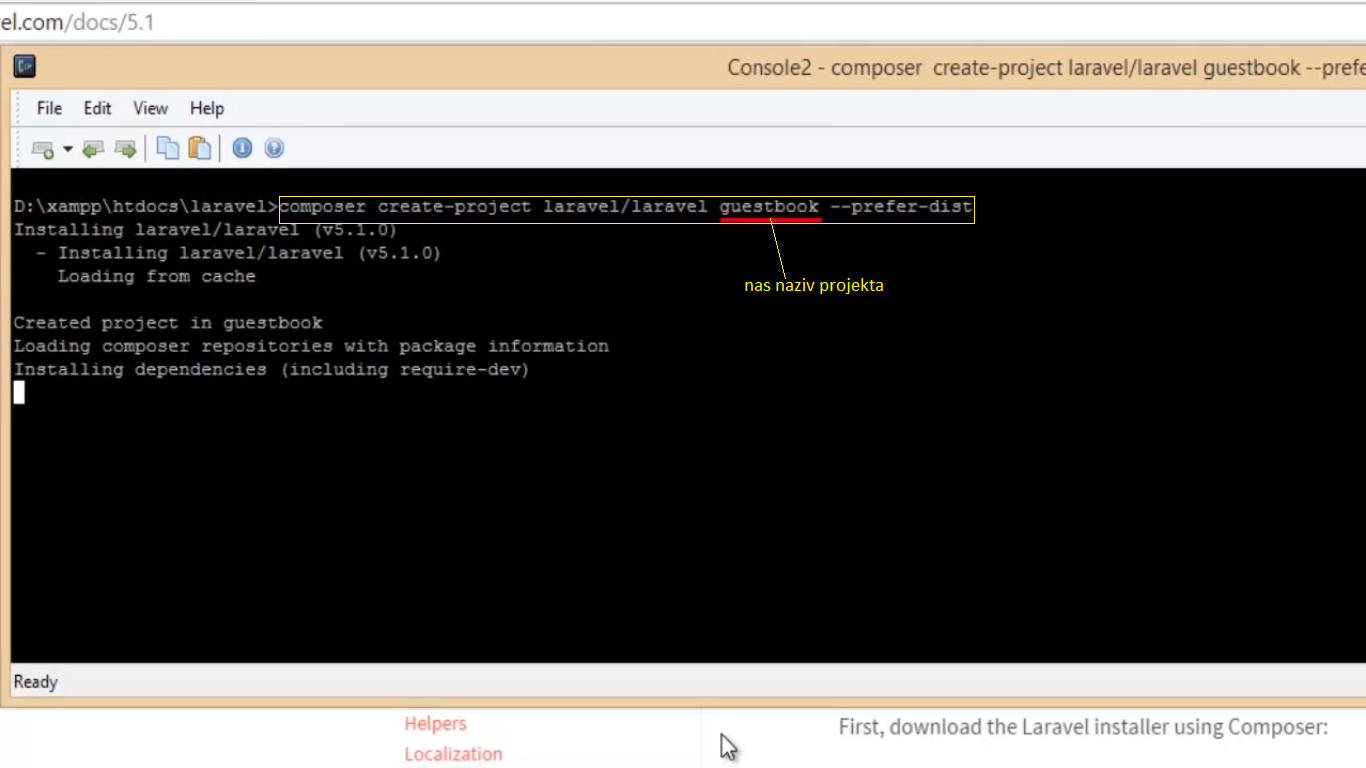 el.com/docs/5.1
Console2 - composer  create-project laravel/laravel guestbook --prefe
File Edit View Help
D:\xampp\htdocs\laravel>composer create-project laravel/laravel guestbook --prefer-dist
Installing laravel/laravel (v5.1.0)
  - Installing laravel/laravel (v5.1.0)
    Loading from cache
nas naziv projekta
Created project in guestbook
Loading composer repositories with package information
Installing dependencies (including require-dev)
Ready
Helpers
First, download the Laravel installer using Composer:
Localization